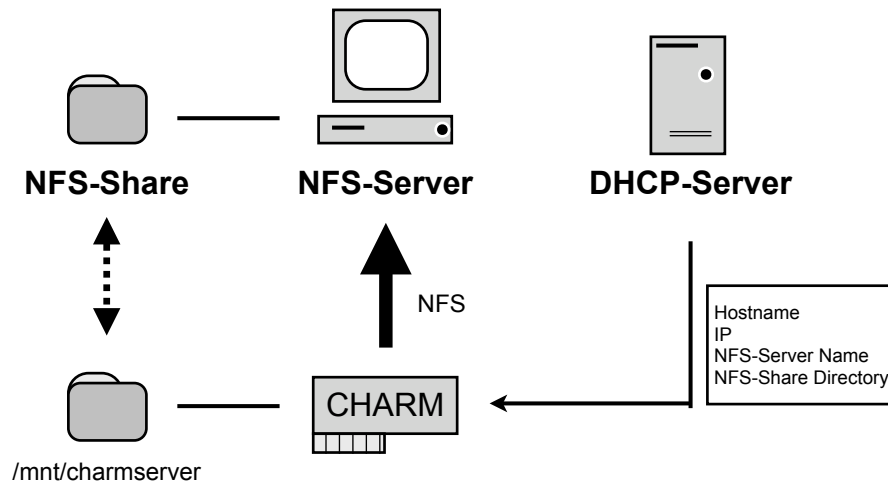 NFS-Share
NFS-Server
DHCP-Server
NFS
Hostname
IP
NFS-Server Name
NFS-Share Directory
CHARM
/mnt/charmserver